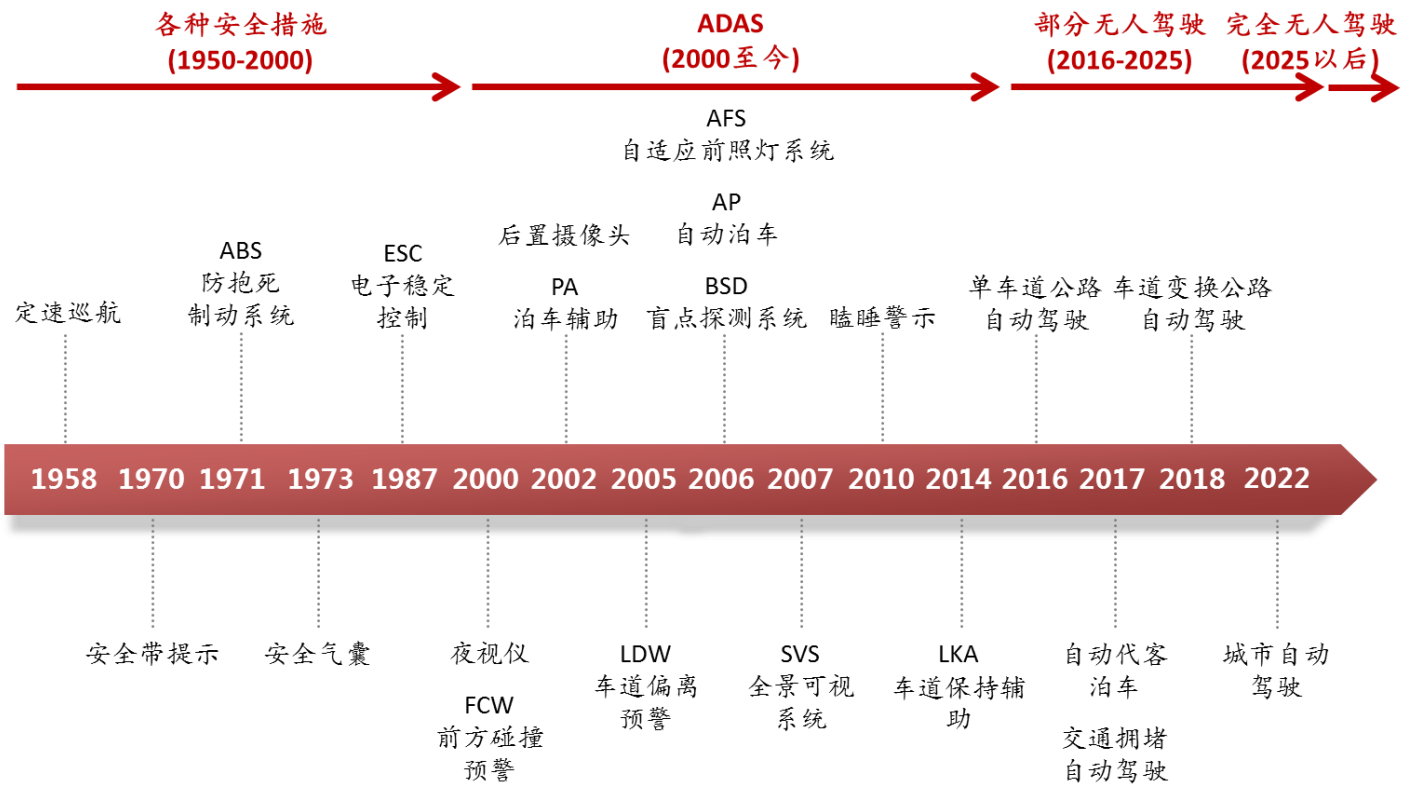 各种安全措施
(1950-2000)
ADAS
(2000至今)
部分无人驾驶
(2016-2025)
完全无人驾驶
(2025以后)
定速巡航
ABS
防抱死
制动系统
ESC
电子稳定
控制
后置摄像头
PA
泊车辅助
AFS
自适应前照灯系统
AP
自动泊车
BSD
盲点探测系统
瞌睡警示
单车道公路
自动驾驶
车道变换公路
自动驾驶
1958 1970 1971 1973 1987 2000 2002 2005 2006 2007 2010 2014 2016 2017 2018 2022
安全带提示
安全气囊
夜视仪
FCW
前方碰撞
预警
LDW
车道偏离
预警
SVS
全景可视
系统
LKA
车道保持辅
助
自动代客
泊车
交通拥堵
自动驾驶
城市自动
驾驶